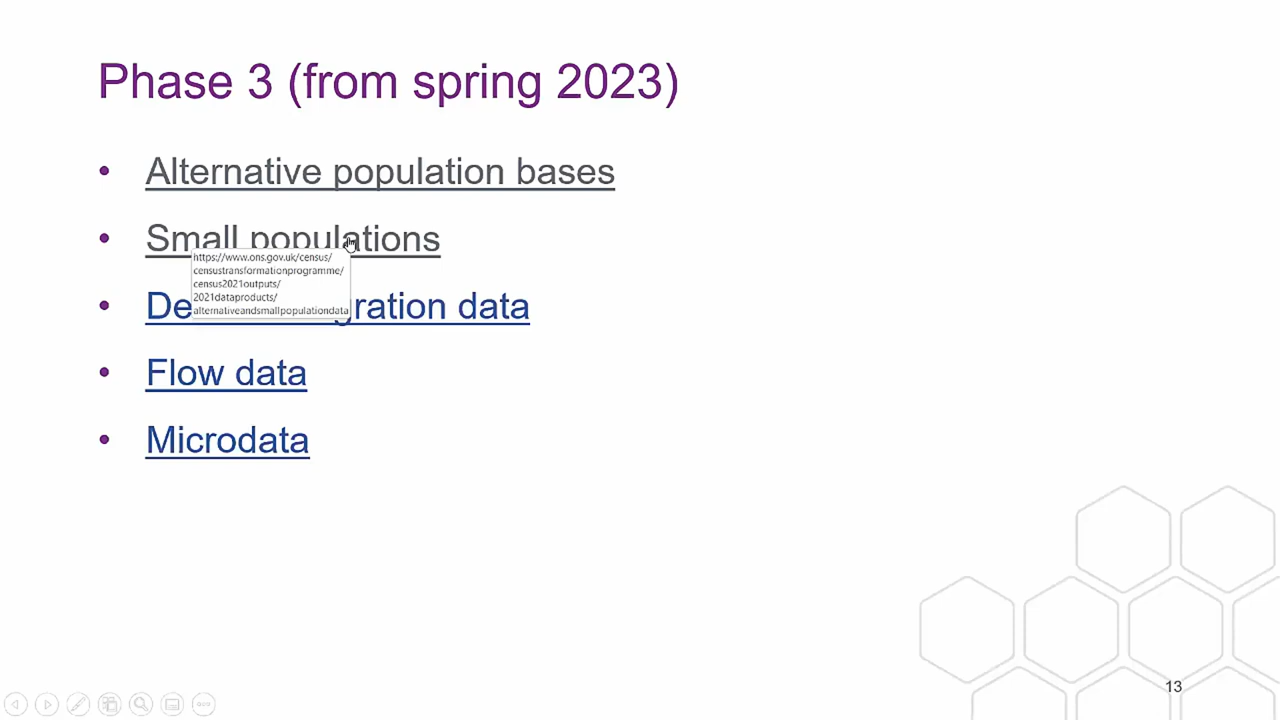 Phase 3 (from spring 2023)
• Alternative population bases
• Small populations
https://www.ons.gov.uk/census/
censustransformationprogramme/
census2021outputs/
2021dataproducts/
alternativeandsmallpopulationdata
• De gration data
• Flow data
• Microdata
13